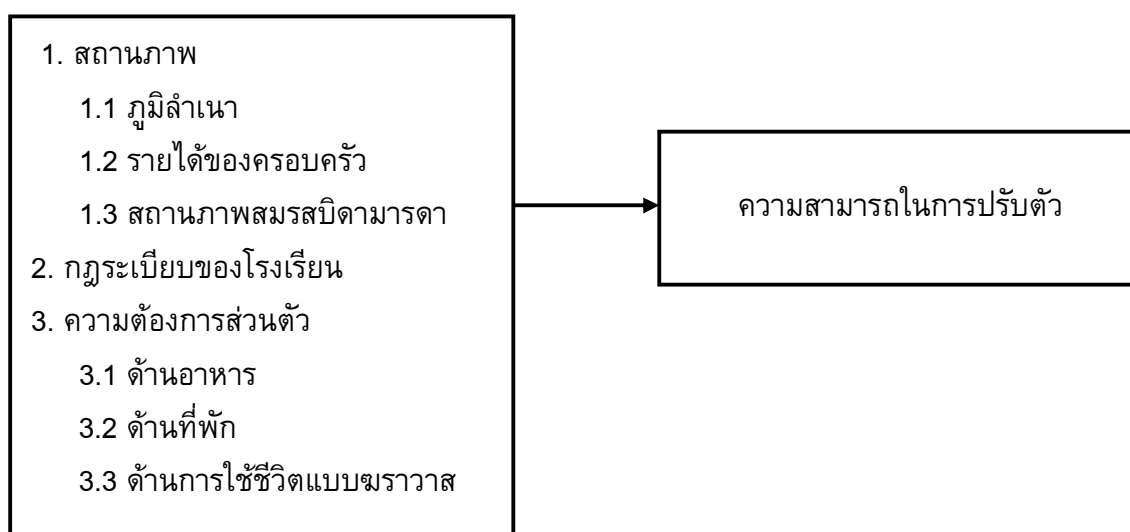 1. สถานภาพ
1.1 ภูมิลำเนา
1.2 รายได้ของครอบครัว
1.3 สถานภาพสมรสบิดามารดา
2. กฎระเบียบของโรงเรียน
3. ความต้องการส่วนตัว
3.1 ด้านอาหาร
3.2 ด้านที่พัก
3.3 ด้านการใช้ชีวิตแบบฆราวาส
ความสามารถในการปรับตัว